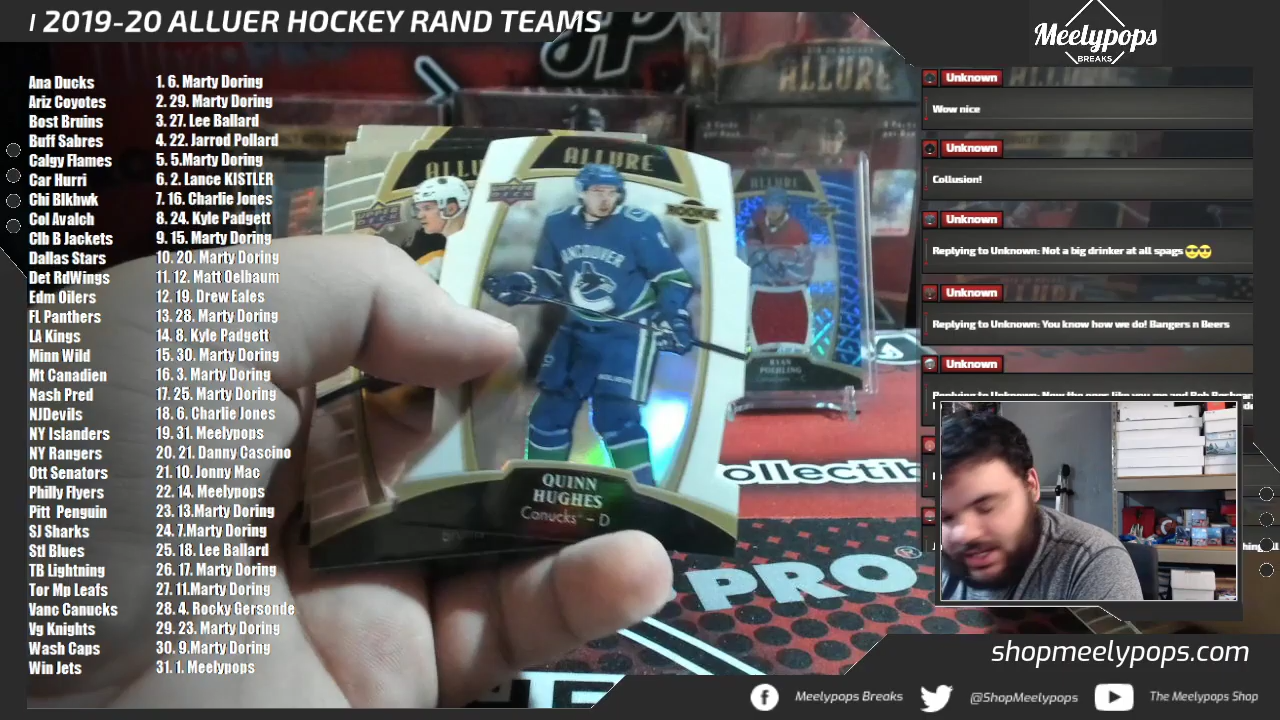 2019-20 ALLUER HOCKEY RAND TEAMS
Meelypops
BREAKS
Ana Ducks 1. 6. Marty Doring
Ariz Coyotes 2. 29. Marty Doring
Bost Bruins 3. 27. Lee Ballard
Buff Sabres 4. 22. Jarrod Pollard
Calgy Flames 5. 5.Marty Doring
Car Hurri 6. 2. Lance KISTLER
Chi Blkhwk 7. 16. Charlie Jones
Col Avalch 8. 24. Kyle Padgett
Clb B Jackets 9. 15. Marty Doring
Dallas Stars 10. 20. Marty Doring
Det RdWings 11. 12. Matt Oelbaum
Edm Oilers 12. 19. Drew Eales
FL Panthers 13. 28. Marty Doring
LA Kings 14. 8. Kyle Padgett
Minn Wild 15. 30. Marty Doring
Mt Canadien 16. 3. Marty Doring
Nash Pred 17. 25. Marty Doring
NJDevils 18. 6. Charlie Jones
NY Islanders 19. 31. Meelypops
NY Rangers 20. 21. Danny Cascino
Ott Senators 21. 10. Jonny Mac
Philly Flyers 22. 14. Meelypops
Pitt Penguin 23. 13.Marty Doring
SJ Sharks 24. 7.Marty Doring
Stl Blues 25. 18. Lee Ballard
TB Lightning 26. 17. Marty Doring
Tor Mp Leafs 27. 11.Marty Doring
Vanc Canucks 28. 4. Rocky Gersonde
Vg Knights 29. 23. Marty Doring
Wash Caps 30. 9.Marty Doring
Win Jets 31. 1. Meelypops
ALLURE
ALLU
ALLURE
UPPER DECK
ROOKIE
VANCOUVER
QUINN
HUGHES
Canucks - D
ALLURE
RYAN
POEHLING
Canadiens - C
ollectib
PRO
Unknown
Wow nice
Unknown
Collusion!
Unknown
Replying to Unknown: Not a big drinker at all spags 😎😎
Unknown
Replying to Unknown: You know how we do! Bangers n Beers
Unknown
shopmeelypops.com
Meelypops Breaks
@ShopMeelypops
The Meelypops Shop